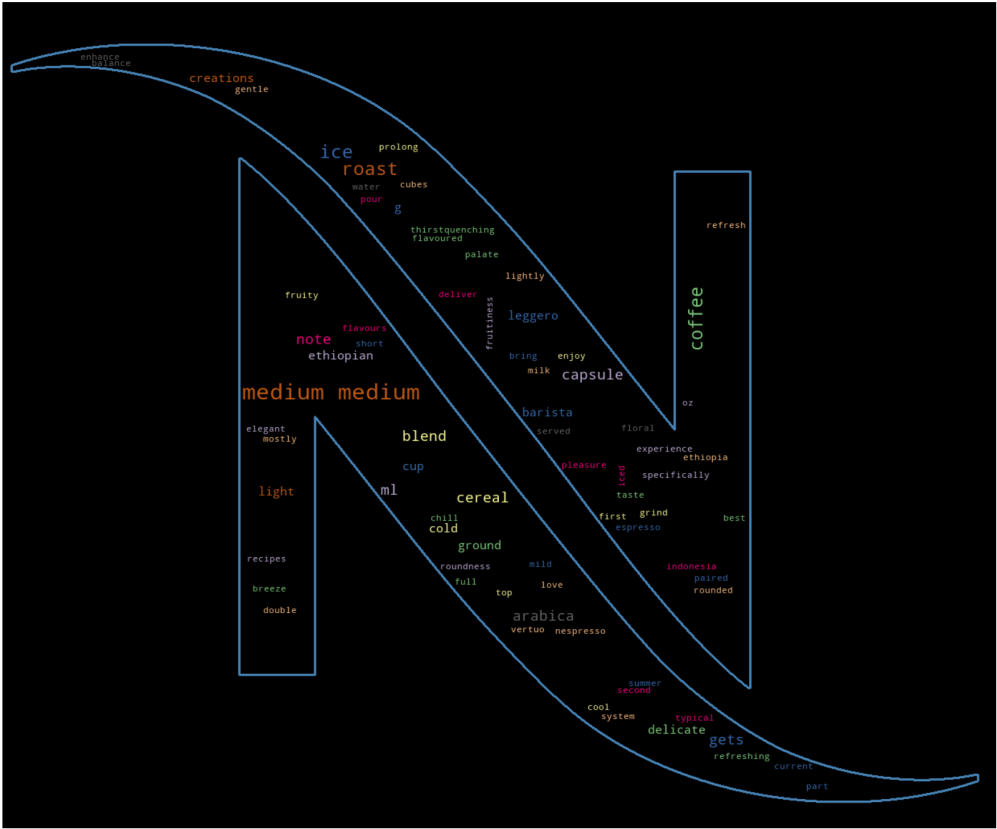 enhance
balance
creations
gentle
prolong
ice
roast
water
cubes
pour
g
refresh
thirstquenching
flavoured
palate
lightly
deliver
fruity
fruitiness
leggero
coffee
flavours
note
short
ethiopian
bring
enjoy
milk
capsule
medium medium
oz
barista
elegant
served
floral
mostly
blend
experience
ethiopia
cup
pleasure
iced
specifically
light
ml
cereal
taste
chill
first
grind
best
cold
espresso
ground
recipes
roundness
mild
indonesia
full
paired
breeze
top
love
rounded
double
arabica
vertuo
nespresso
summer
second
cool
system
typical
delicate
gets
refreshing
current
part